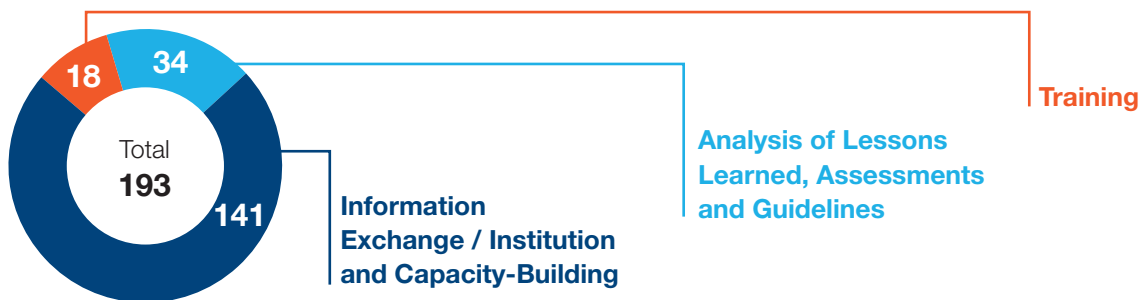 18
34
Total
193
141
Training
Analysis of Lessons
Learned, Assessments
and Guidelines
Information
Exchange / Institution
and Capacity-Building